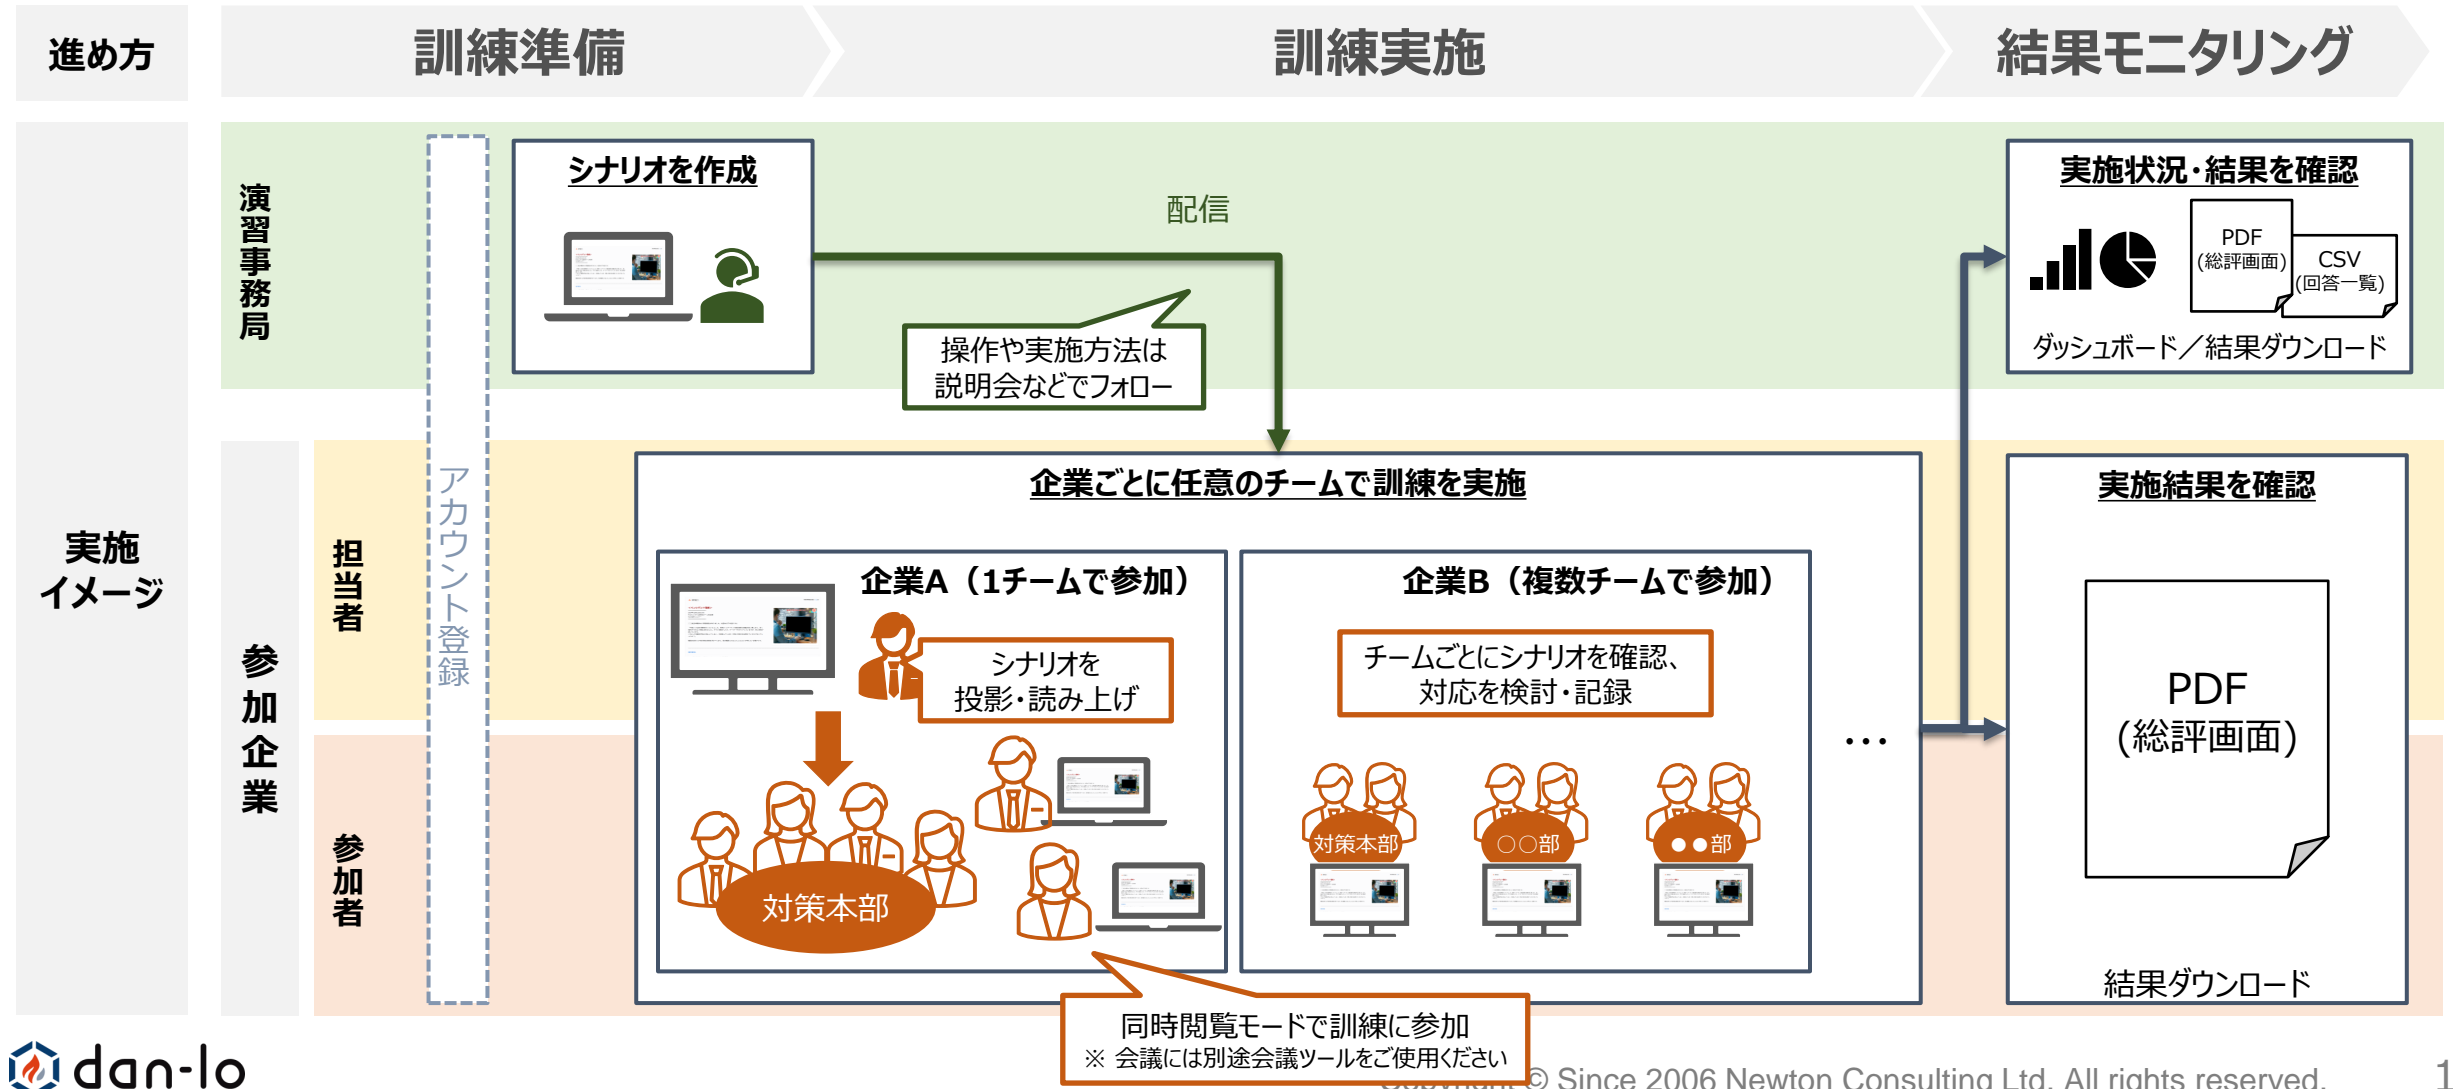 進め方
訓練準備
訓練実施
結果モニタリング
実施
イメージ
演習事務局
参加企業
担当者
参加者
アカウント登録
シナリオを作成
配信
操作や実施方法は
説明会などでフォロー
実施状況・結果を確認
PDF
(総評画面)
CSV
(回答一覧)
ダッシュボード／結果ダウンロード
企業ごとに任意のチームで訓練を実施
企業A（1チームで参加）
シナリオを
投影・読み上げ
対策本部
企業B（複数チームで参加）
チームごとにシナリオを確認、
対応を検討・記録
対策本部
〇〇部
●●部
…
同時閲覧モードで訓練に参加
※ 会議には別途会議ツールをご使用ください
実施結果を確認
PDF
(総評画面)
結果ダウンロード
dan-lo
Copyright © Since 2006 Newton Consulting Ltd. All rights reserved.
1